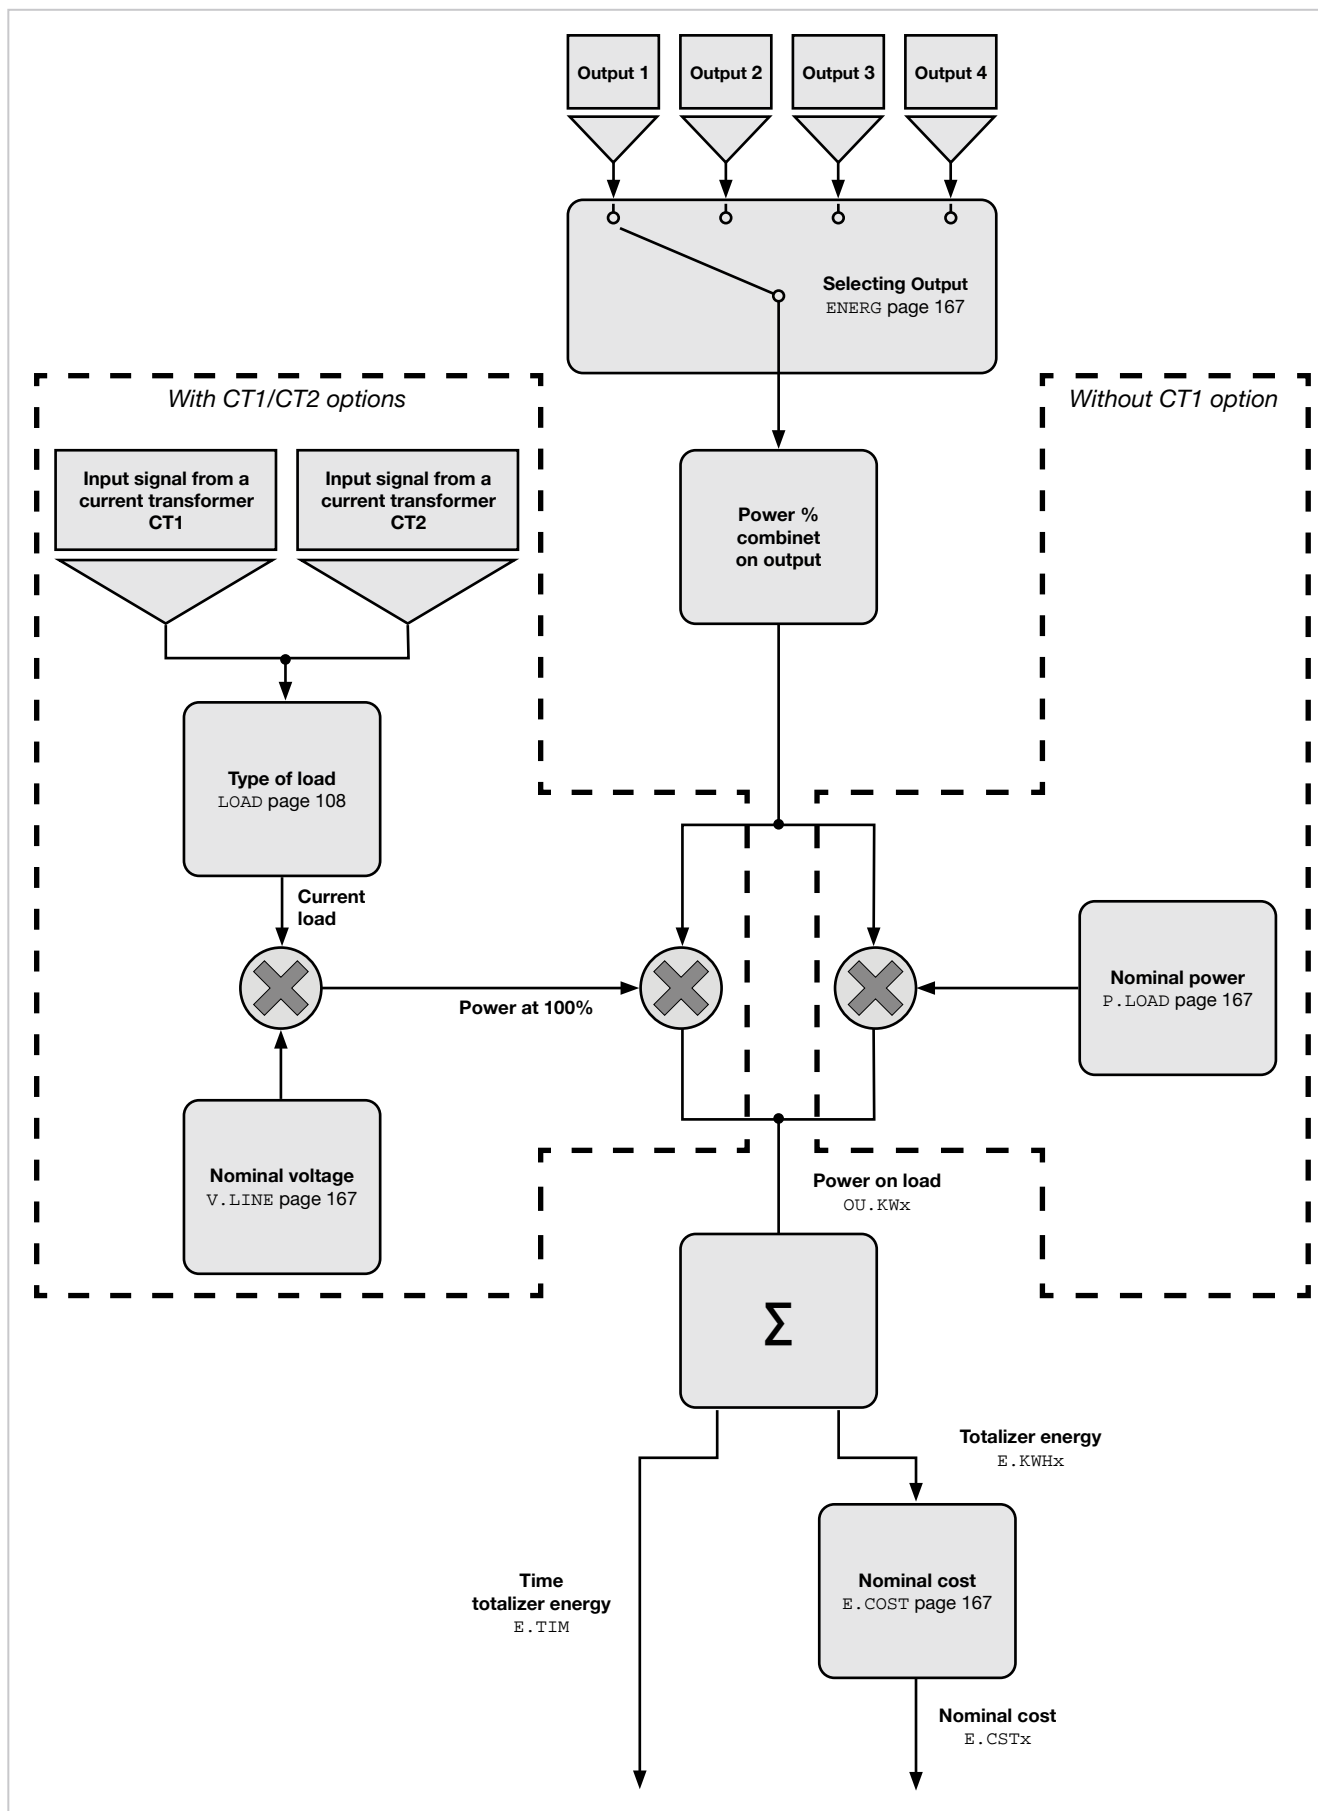 Output 1
Output 2
Output 3
Output 4
Selecting Output
ENERG page 167
With CT1/CT2 options
Without CT1 option
Input signal from a
current transformer
CT1
Input signal from a
current transformer
CT2
Power %
combinet
on output
Type of load
LOAD page 108
Current
load
Power at 100%
Nominal power
P.LOAD page 167
Nominal voltage
V.LINE page 167
Power on load
OU.KWx
Σ
Totalizer energy
E.KWHx
Time
totalizer energy
E.TIM
Nominal cost
E.COST page 167
Nominal cost
E.CSTx